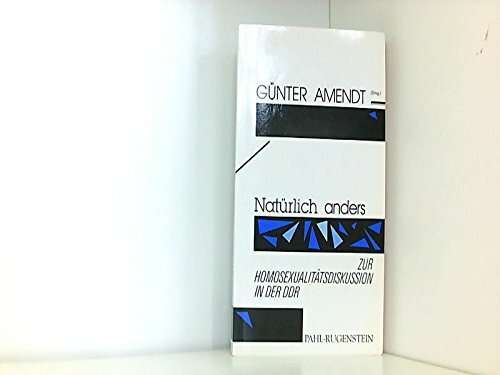 GÜNTER AMENDT (Hrsg.)
Natürlich anders
ZUR
HOMOSEXUALITÄTSDISKUSSION
IN DER DDR
PAHL-RUGENSTEIN